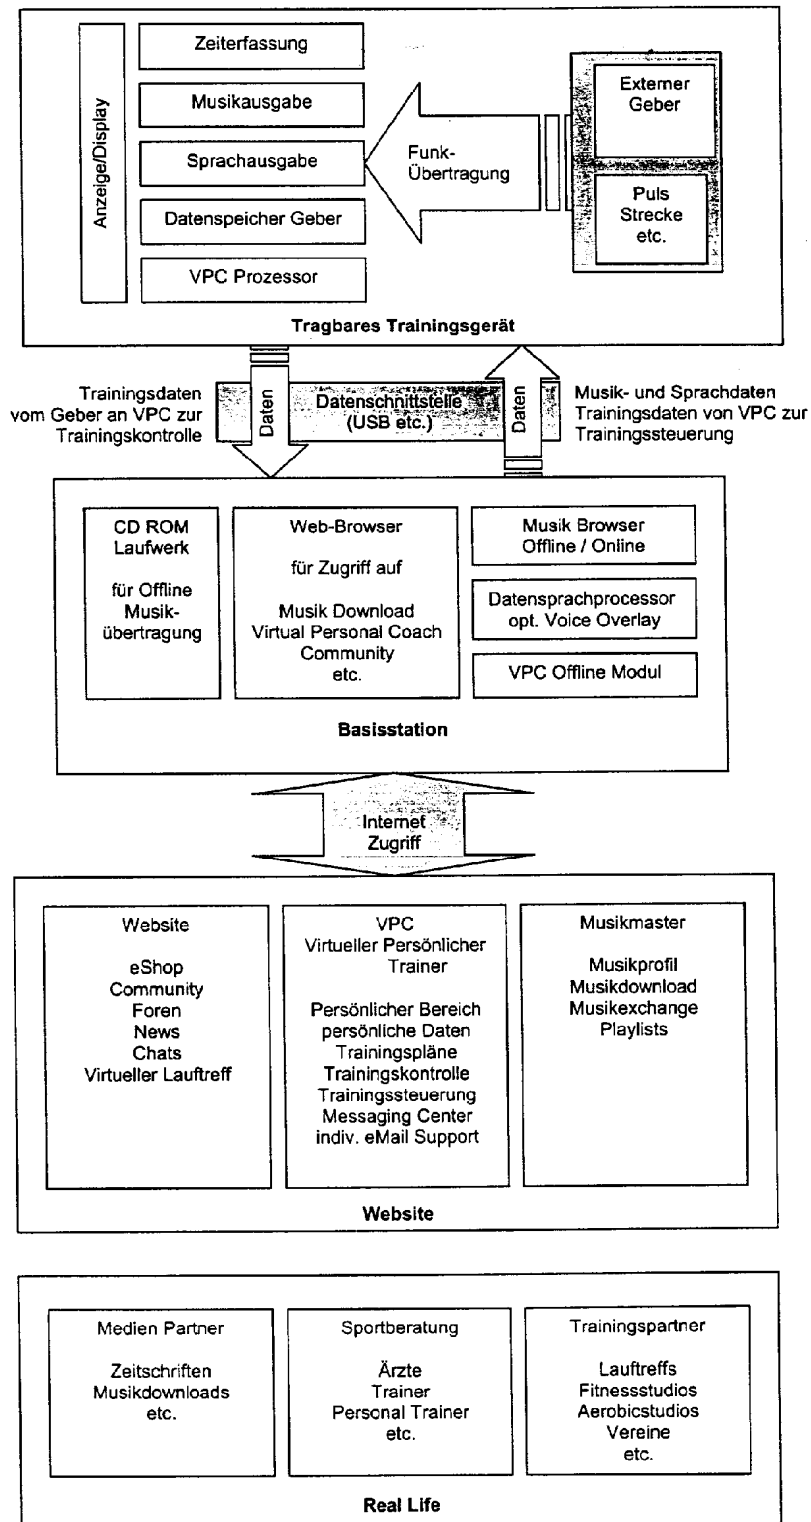 Anzeige/Display
Zeiterfassung
Musikausgabe
Sprachausgabe
Datenspeicher Geber
VPC Prozessor
Funk-
Übertragung
Externer
Geber
Puls
Strecke
etc.
Tragbares Trainingsgerät
Trainingsdaten
vom Geber an VPC zur
Trainingskontrolle
Daten
Datenschnittstelle
(USB etc.)
Daten
Musik- und Sprachdaten
Trainingsdaten von VPC zur
Trainingssteuerung
CD ROM
Laufwerk
für Offline
Musik-
übertragung
Web-Browser
für Zugriff auf
Musik Download
Virtual Personal Coach
Community
etc.
Musik Browser
Offline / Online
Datensprachprocessor
opt. Voice Overlay
VPC Offline Modul
Basisstation
Internet
Zugriff
Website
eShop
Community
Foren
News
Chats
Virtueller Lauftreff
VPC
Virtueller Persönlicher
Trainer
Persönlicher Bereich
persönliche Daten
Trainingspläne
Trainingskontrolle
Trainingssteuerung
Messaging Center
indiv. eMail Support
Musikmaster
Musikprofil
Musikdownload
Musikexchange
Playlists
Website
Medien Partner
Zeitschriften
Musikdownloads
etc.
Sportberatung
Ärzte
Trainer
Personal Trainer
etc.
Trainingspartner
Lauftreffs
Fitnessstudios
Aerobicstudios
Vereine
etc.
Real Life